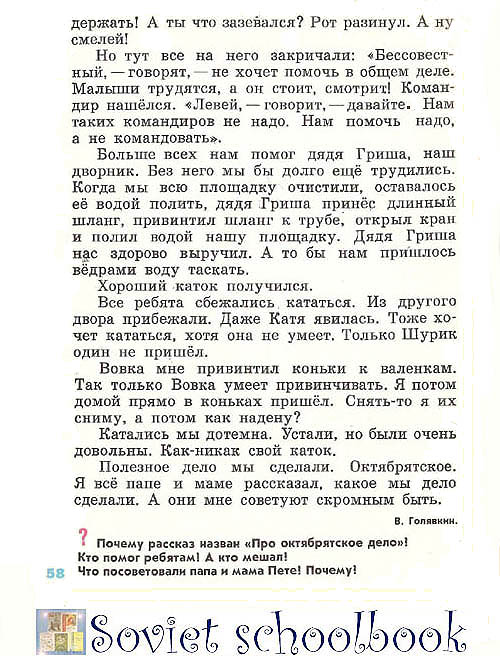 держать! А ты что зазевался? Рот разинул. А ну
смелей!
Но тут все на него закричали: «Бессовест-
ный, — говорят, — не хочет помочь в общем деле.
Малыши трудятся, а он стоит, смотрит! Коман-
дир нашёлся. «Левей, — говорит, — давайте. Нам
таких командиров не надо. Нам помочь надо,
а не командовать».
Больше всех нам помог дядя Гриша, наш
дворник. Без него мы бы долго ещё трудились.
Когда мы всю площадку очистили, оставалось
её водой полить, дядя Гриша принёс длинный
шланг, привинтил шланг к трубе, открыл кран
и полил водой нашу площадку. Дядя Гриша
нас здорово выручил. А то бы нам пришлось
вёдрами воду таскать.
Хороший каток получился.
Все ребята сбежались кататься. Из другого
двора прибежали. Даже Катя явилась. Тоже хо-
чет кататься, хотя она не умеет. Только Шурик
один не пришёл.
Вовка мне привинтил коньки к валенкам.
Так только Вовка умеет привинчивать. Я потом
домой прямо в коньках пришёл. Снять-то я их
сниму, а потом как надену?
Катались мы дотемна. Устали, но были очень
довольны. Как-никак свой каток.
Полезное дело мы сделали. Октябрятское.
Я всё папе и маме рассказал, какое мы дело
сделали. А они мне советуют скромным быть.
В. Голявкин.
? Почему рассказ назван «Про октябрятское дело»?
Кто помог ребятам? А кто мешал?
58 Что посоветовали папа и мама Пете? Почему?
Soviet schoolbook